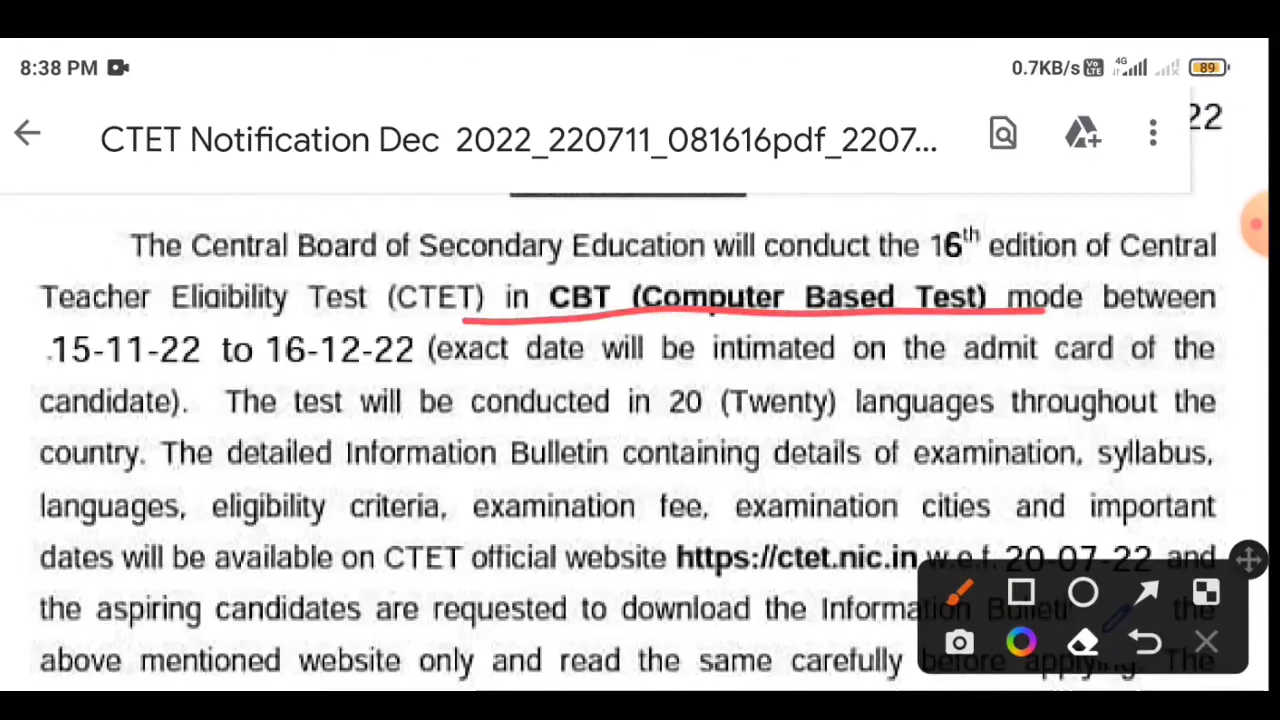 8:38 PM 0.7KB/s Vo LTE 4G 89
CTET Notification Dec 2022_220711_081616pdf_2207...
22
The Central Board of Secondary Education will conduct the 16th edition of Central
Teacher Eligibility Test (CTET) in CBT (Computer Based Test) mode between
.15-11-22 to 16-12-22 (exact date will be intimated on the admit card of the
candidate). The test will be conducted in 20 (Twenty) languages throughout the
country. The detailed Information Bulletin containing details of examination, syllabus,
languages, eligibility criteria, examination fee, examination cities and important
dates will be available on CTET official website https://ctet.nic.in w.e.f. 20-07-22 and
the aspiring candidates are requested to download the Information Bulleti the
above mentioned website only and read the same carefully before applying. The